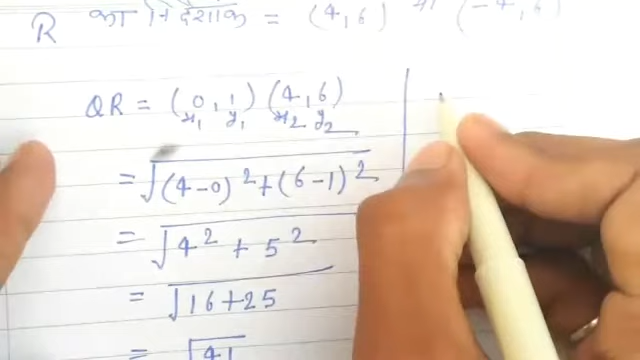 R का निर्देशांक = (4,6) या (-4,6)
QR = (0,1) (4,6)
x₁ y₁ x₂ y₂
= √(4-0)² + (6-1)²
= √4² + 5²
= √16+25
= √41